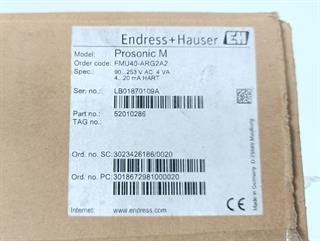 Endress+Hauser EH
Model: Prosonic M
Order code: FMU40-ARG2A2
Spec.: 90...253 V AC 4 VA
4...20 mA HART
Ser. no.: LB01870109A
Part no.: 52010286
TAG no.:
Ord. no. SC: 3023426186/0020
Ord. no. PC: 3018672981000020
Internet: www.endress.com
Made in Germany, D-79689 Maulburg
CE